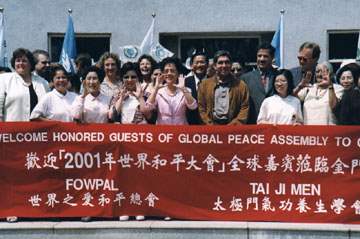 WELCOME HONORED GUESTS OF GLOBAL PEACE ASSEMBLY TO
歡迎「2001年世界和平大會」全球嘉賓蒞臨金門
FOWPAL TAI JI MEN
世界之愛和平總會 太極門氣功養生學會